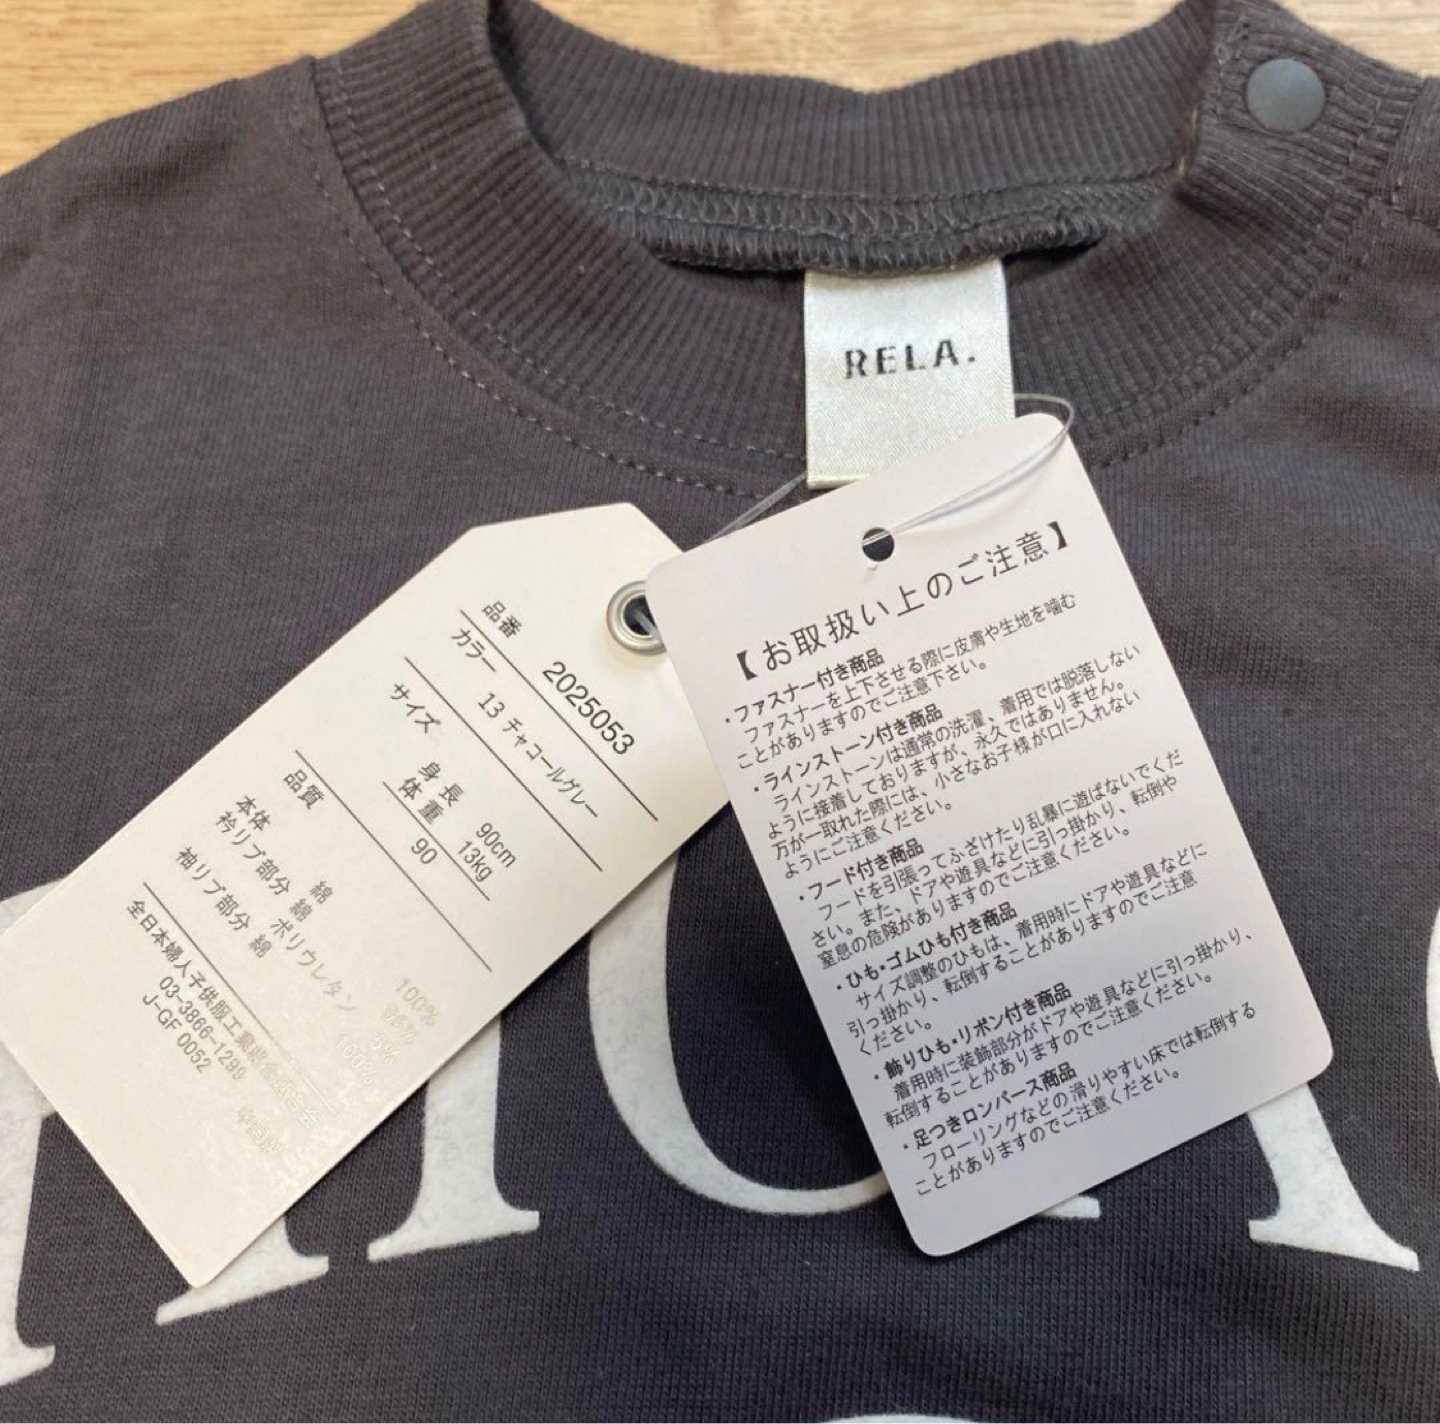 RELA.
品番 2025053
カラー 13 チャコールグレー
サイズ 身長 90cm
体重 13kg
90
品質
本体 綿 100%
衿リブ部分 綿 95%
ポリウレタン 5%
袖リブ部分 綿 100%
全日本婦人子供服工業組合連合会
03-3866-1299
J-GF 0052
中国製
【お取扱い上のご注意】
・ファスナー付き商品
ファスナーを上下させる際に皮膚や生地を噛む
ことがありますのでご注意下さい。
・ラインストーン付き商品
ラインストーンは通常の洗濯、着用では脱落しない
ように接着しておりますが、永久ではありません。
万が一取れた際には、小さなお子様が口に入れない
ようにご注意ください。
・フード付き商品
フードを引張ってふざけたり乱暴に遊ばないでくだ
さい。また、ドアや遊具などに引っ掛かり、転倒や
窒息の危険がありますのでご注意ください。
・ひも・ゴムひも付き商品
サイズ調整のひもは、着用時にドアや遊具などに
引っ掛かり、転倒することがありますのでご注意
ください。
・飾りひも・リボン付き商品
着用時に装飾部分がドアや遊具などに引っ掛かり、
転倒することがありますのでご注意ください。
・足つきロンパース商品
フローリングなどの滑りやすい床では転倒する
ことがありますのでご注意ください。